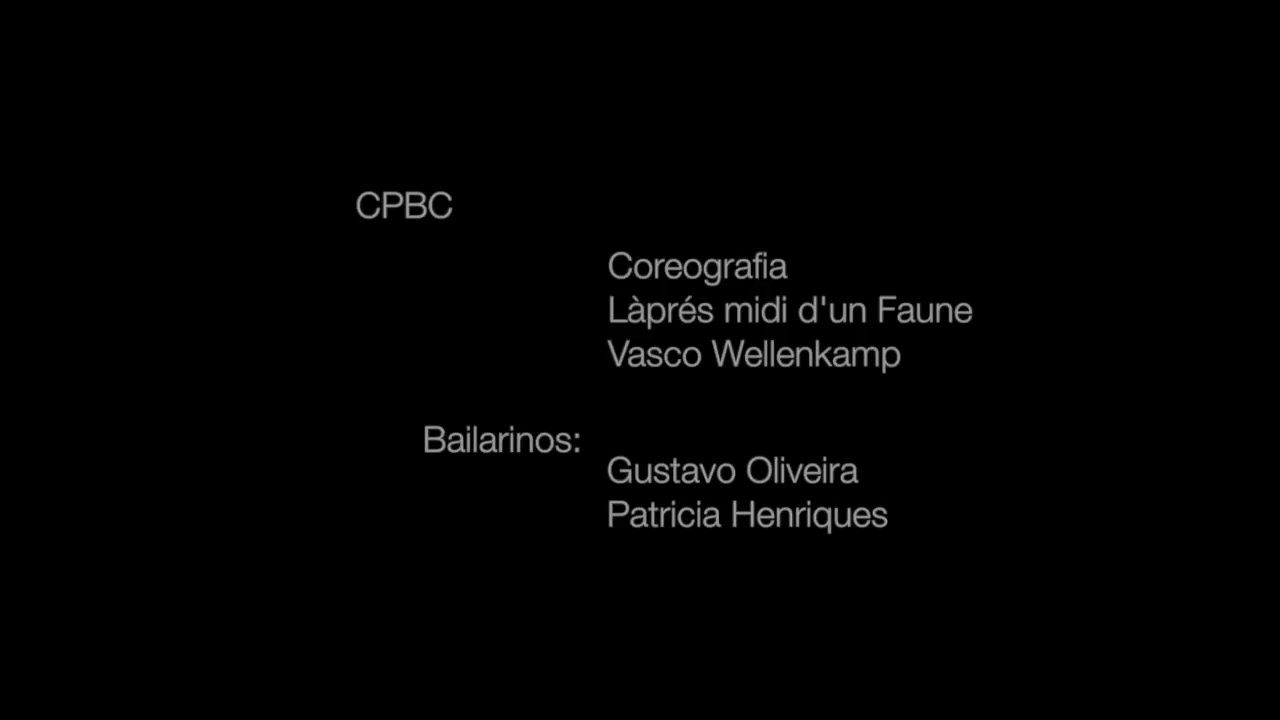 CPBC
Coreografia
Làprés midi d'un Faune
Vasco Wellenkamp
Bailarinos:
Gustavo Oliveira
Patricia Henriques